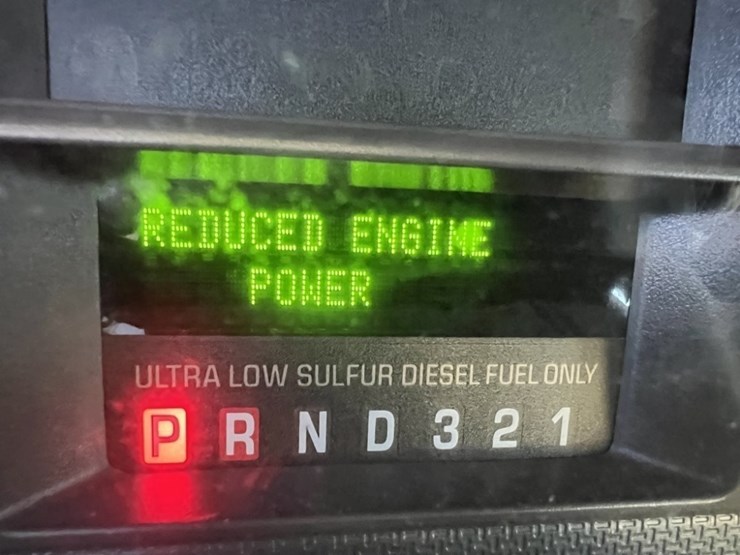 REDUCED ENGINE
POWER
ULTRA LOW SULFUR DIESEL FUEL ONLY
P R N D 3 2 1